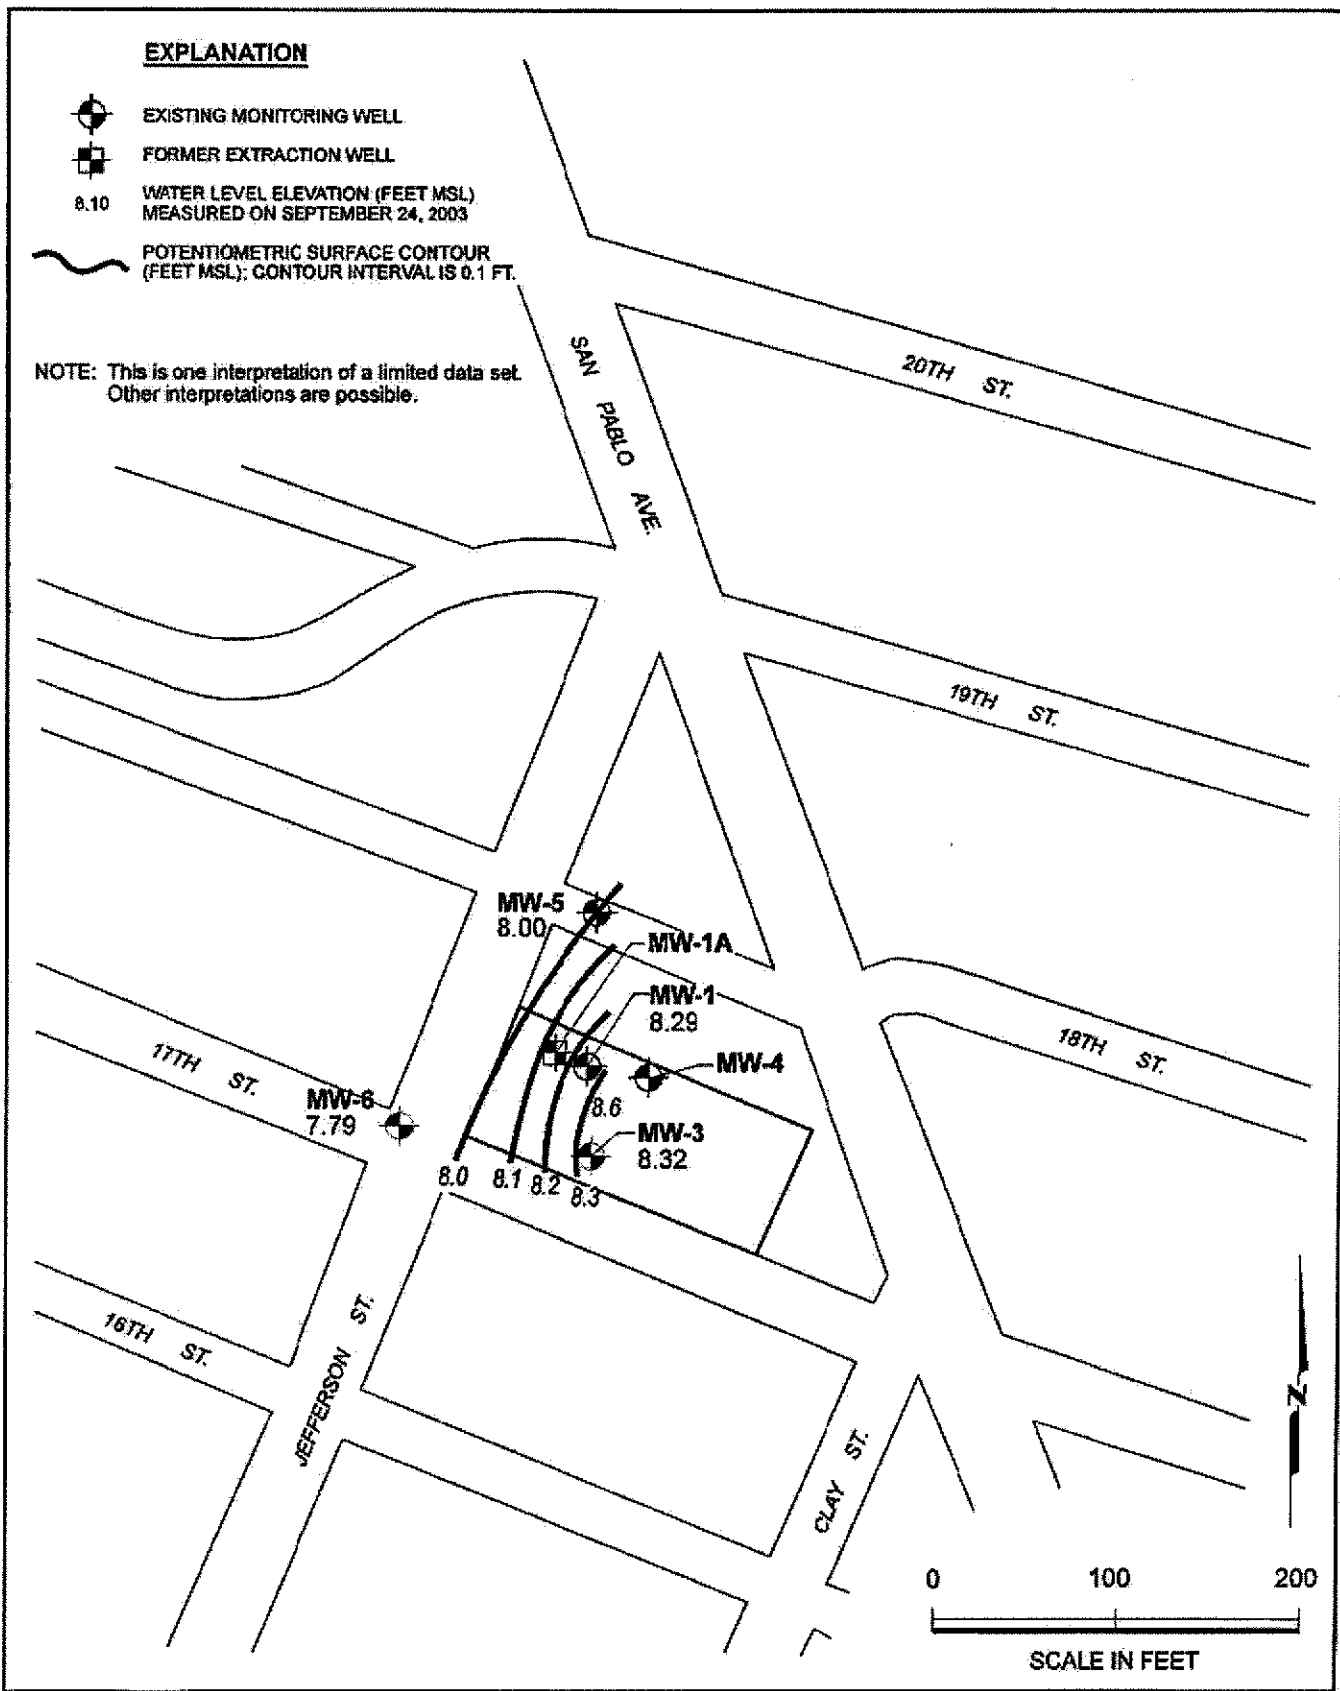 EXPLANATION
EXISTING MONITORING WELL
FORMER EXTRACTION WELL
8.10
WATER LEVEL ELEVATION (FEET MSL)
MEASURED ON SEPTEMBER 24, 2003
POTENTIOMETRIC SURFACE CONTOUR
(FEET MSL); CONTOUR INTERVAL IS 0.1 FT.
NOTE: This is one interpretation of a limited data set.
Other interpretations are possible.
SAN PABLO AVE.
20TH ST.
19TH ST.
MW-5
8.00
MW-1A
MW-1
8.29
MW-4
18TH ST.
17TH ST.
MW-6
7.79
8.6
MW-3
8.32
8.0
8.1
8.2
8.3
16TH ST.
JEFFERSON ST.
CLAY ST.
Z
0 100 200
SCALE IN FEET